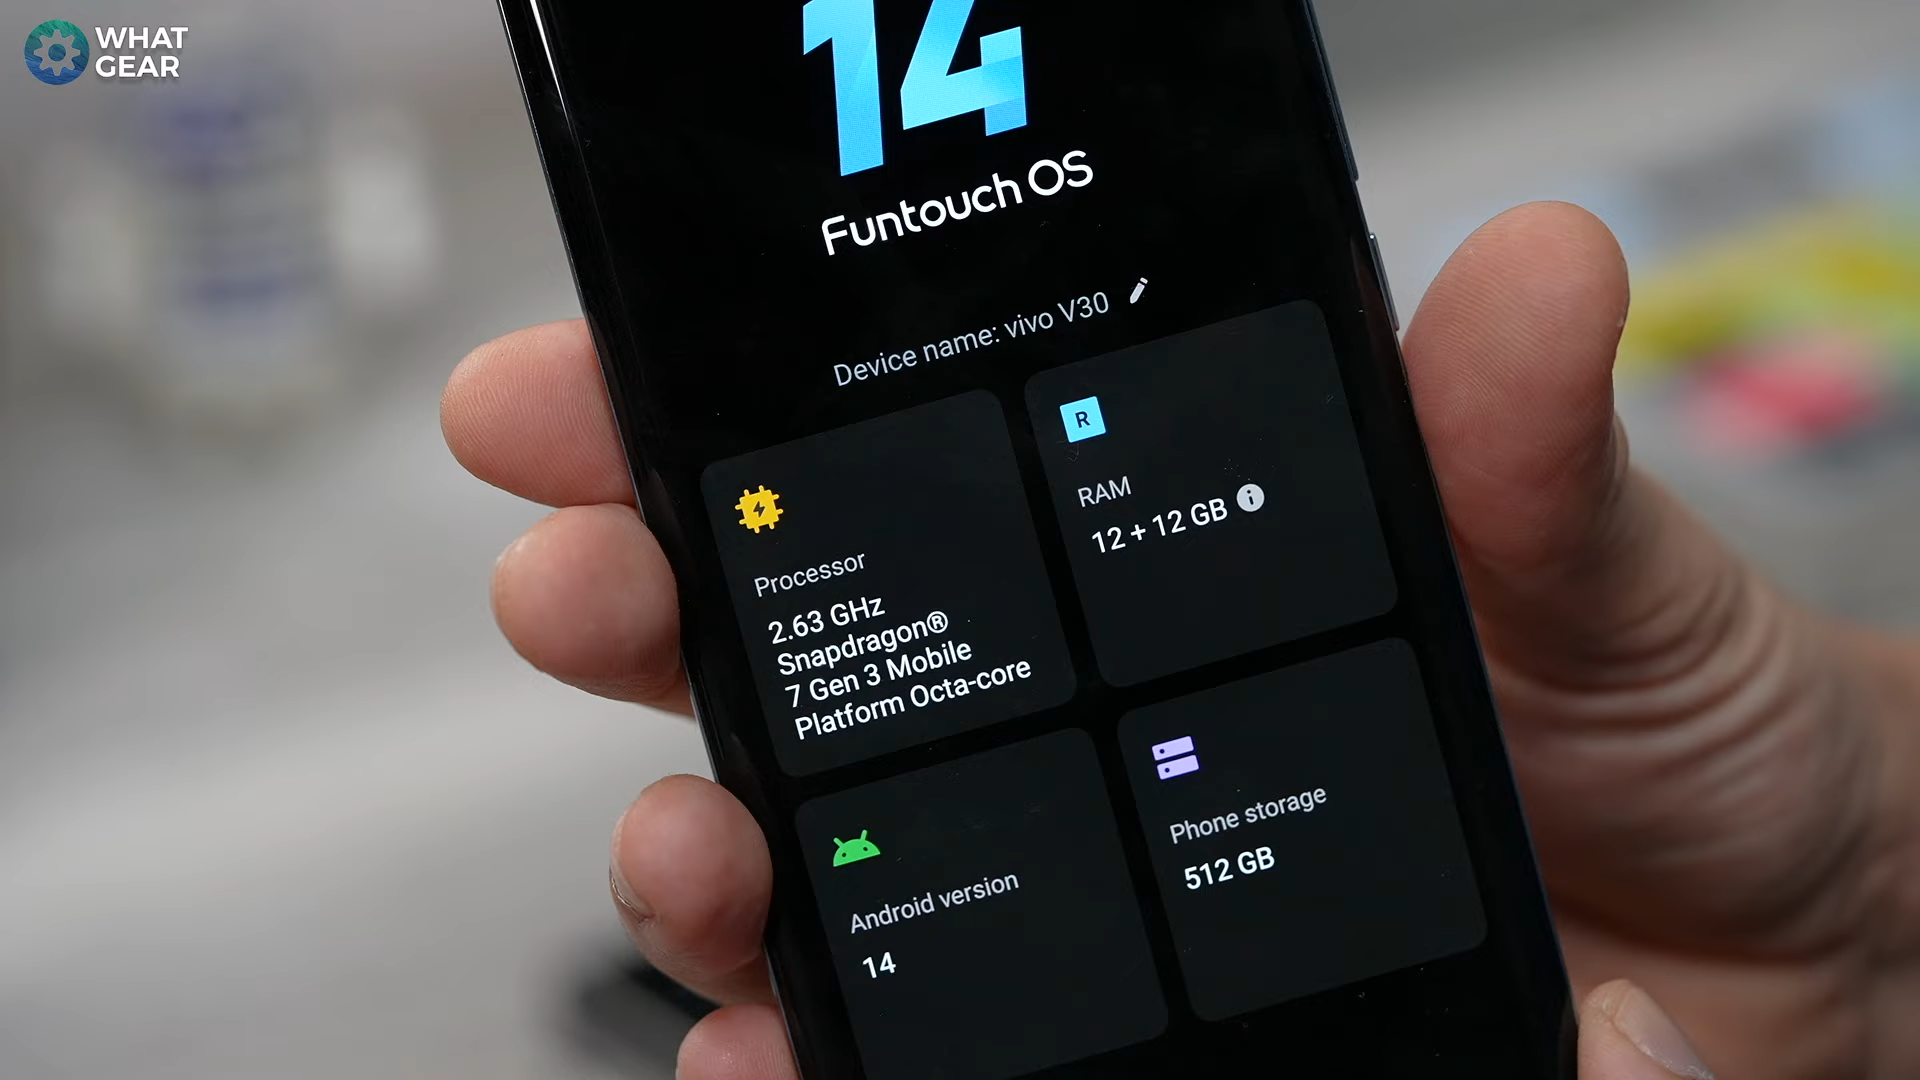 WHAT
GEAR
14
Funtouch OS
Device name: vivo V30
R
RAM
12 + 12 GB
Processor
2.63 GHz
Snapdragon®
7 Gen 3 Mobile
Platform Octa-core
Phone storage
512 GB
Android version
14